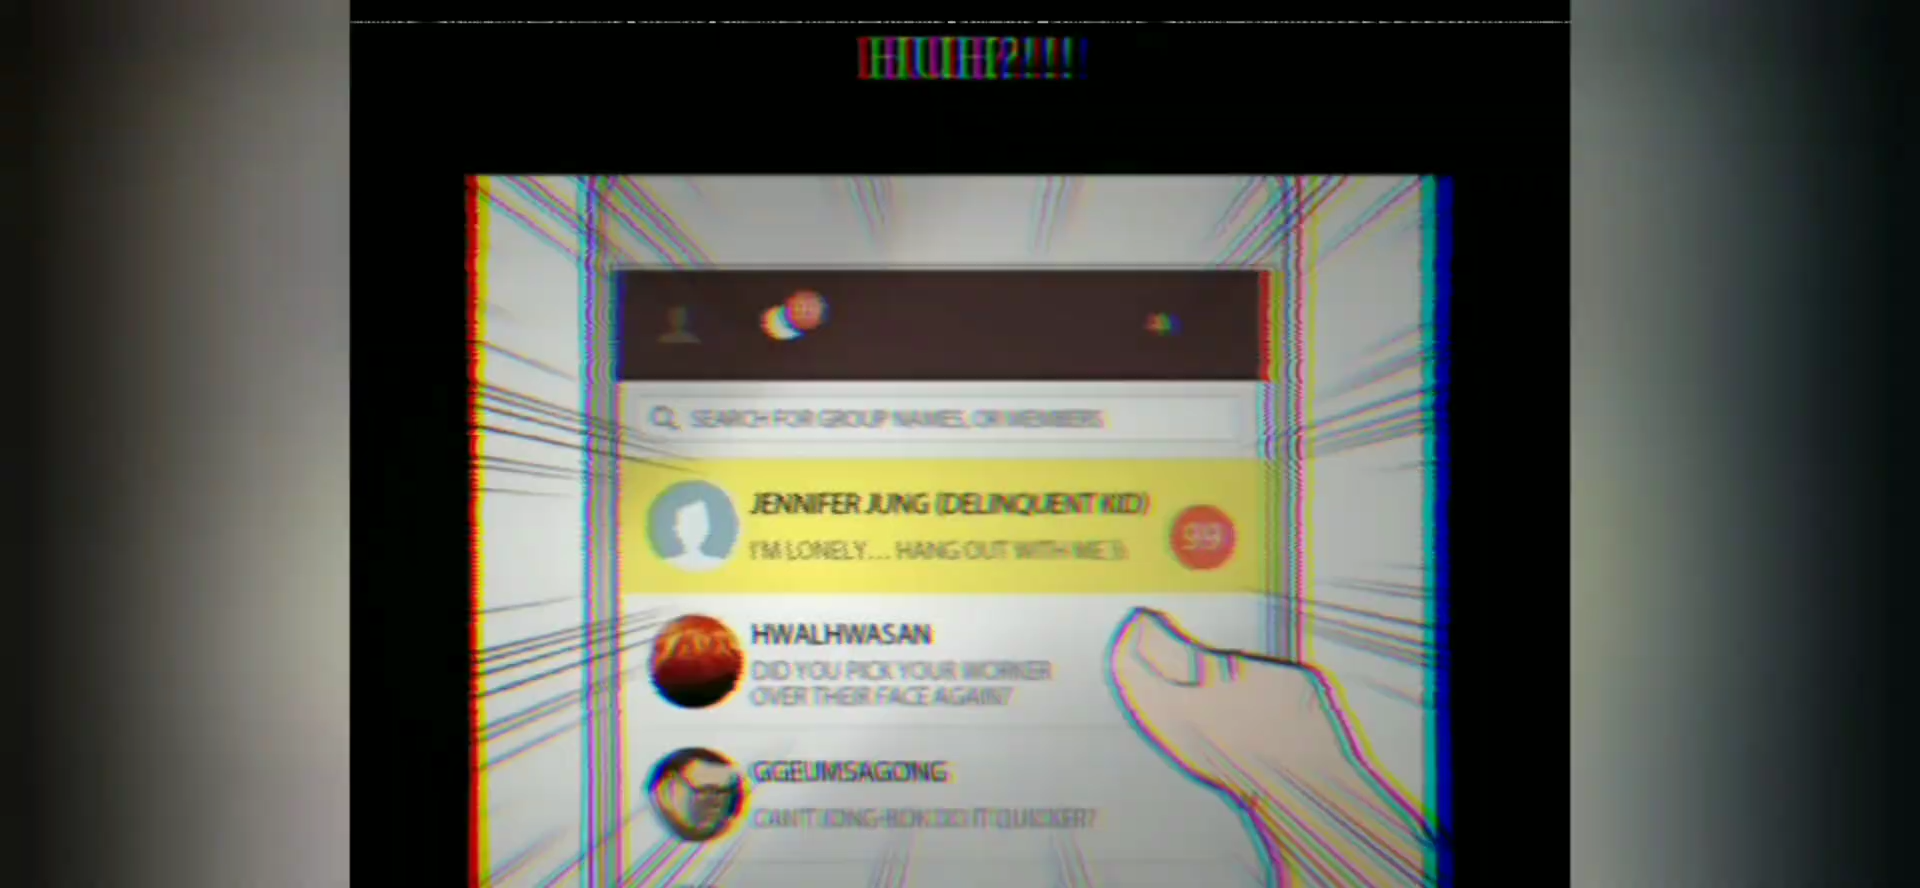 HUH?!!!
SEARCH FOR GROUP NAMES, OR MEMBERS
JENNIFER JUNG (DELINQUENT KID)
I'M LONELY... HANG OUT WITH ME
99
HWALHWASAN
DID YOU PICK YOUR WORKER
OVER THEIR FACE AGAIN?
GGEUMSAGONG
CAN'T JONG-BOK DO IT QUICKER?